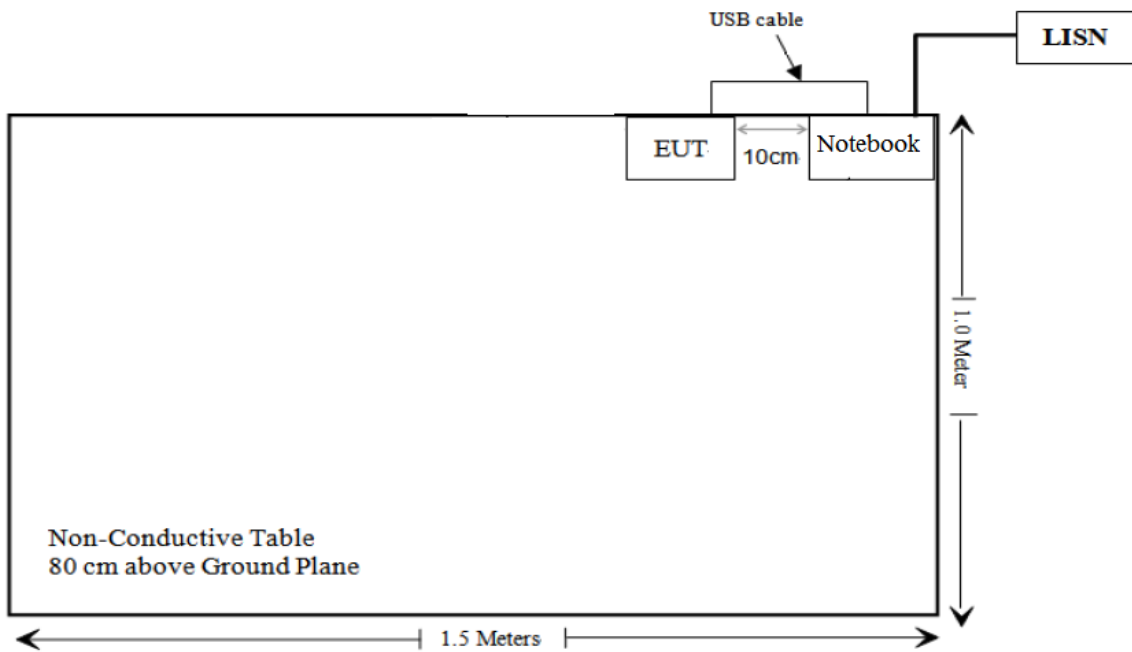 USB cable
LISN
EUT
10cm
Notebook
1.0 Meter
Non-Conductive Table
80 cm above Ground Plane
1.5 Meters